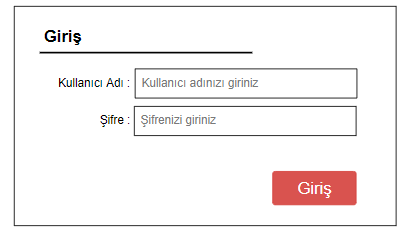 Giriş
Kullanıcı Adı : Kullanıcı adınızı giriniz
Şifre : Şifrenizi giriniz
Giriş